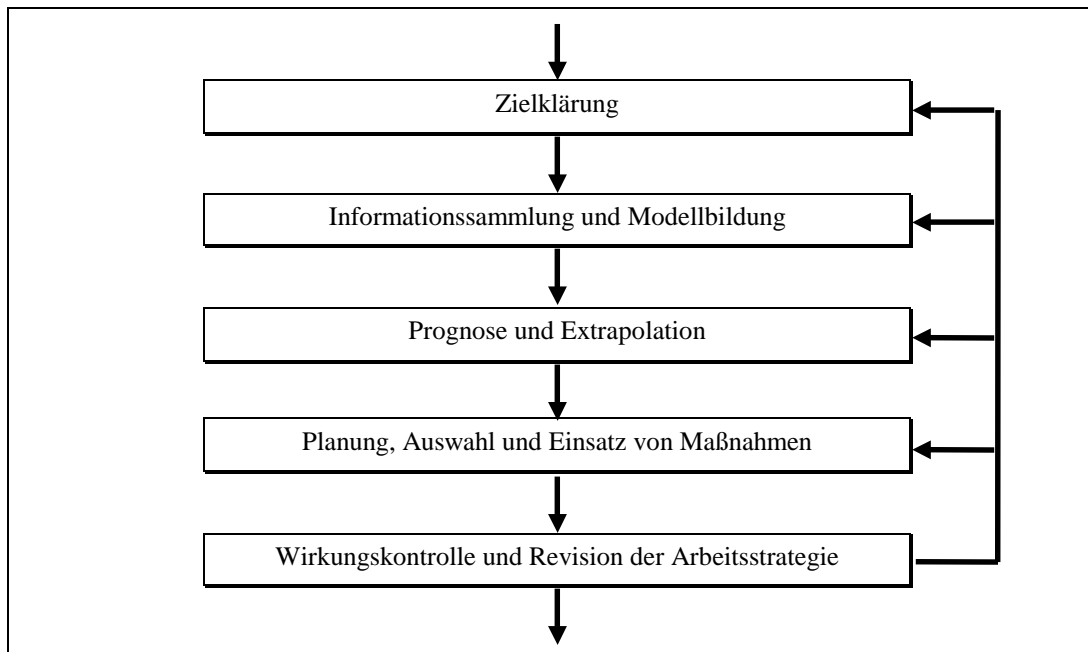 Zielklärung
Informationssammlung und Modellbildung
Prognose und Extrapolation
Planung, Auswahl und Einsatz von Maßnahmen
Wirkungskontrolle und Revision der Arbeitsstrategie